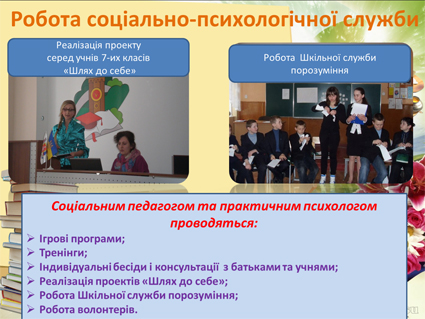 Робота соціально-психологічної служби
Реалізація проекту
серед учнів 7-их класів
«Шлях до себе»
Робота Шкільної служби
порозуміння
Соціальним педагогом та практичним психологом
проводяться:
Ігрові програми;
Тренінги;
Індивідуальні бесіди і консультації з батьками та учнями;
Реалізація проектів «Шлях до себе»;
Робота Шкільної служби порозуміння;
Робота волонтерів.